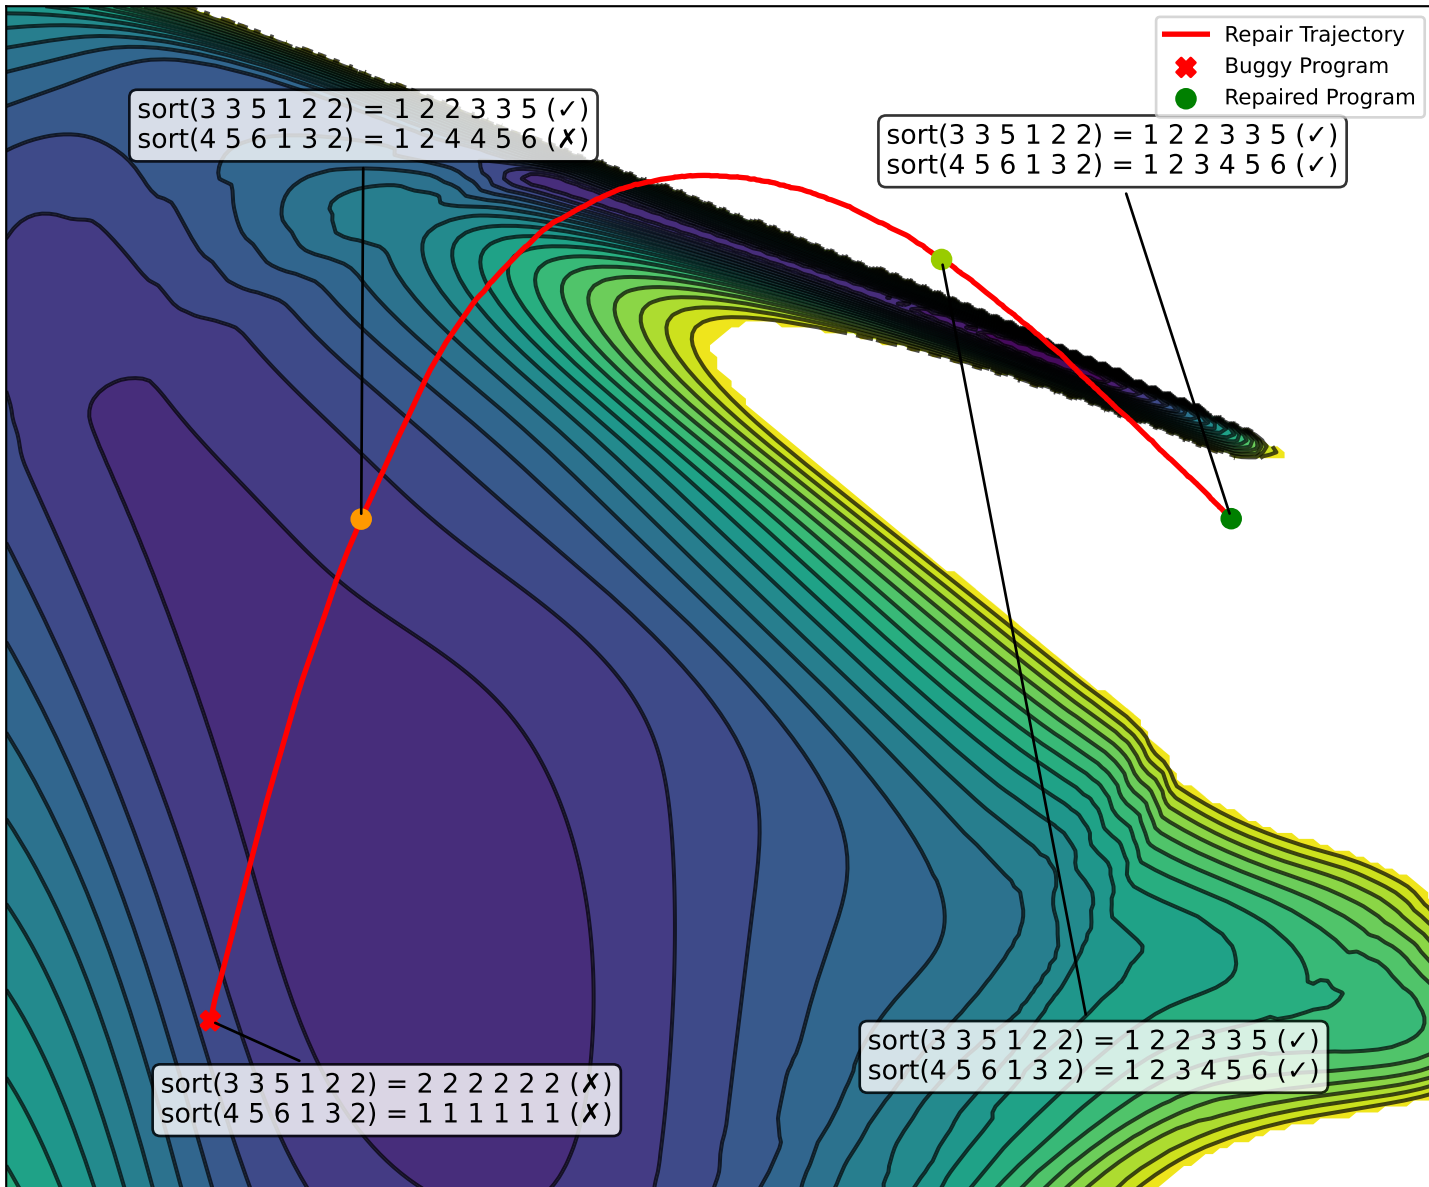 Repair Trajectory
Buggy Program
Repaired Program
sort(3 3 5 1 2 2) = 1 2 2 3 3 5 (✓)
sort(4 5 6 1 3 2) = 1 2 4 4 5 6 (✗)
sort(3 3 5 1 2 2) = 1 2 2 3 3 5 (✓)
sort(4 5 6 1 3 2) = 1 2 3 4 5 6 (✓)
sort(3 3 5 1 2 2) = 1 2 2 3 3 5 (✓)
sort(4 5 6 1 3 2) = 1 2 3 4 5 6 (✓)
sort(3 3 5 1 2 2) = 2 2 2 2 2 2 (✗)
sort(4 5 6 1 3 2) = 1 1 1 1 1 1 (✗)